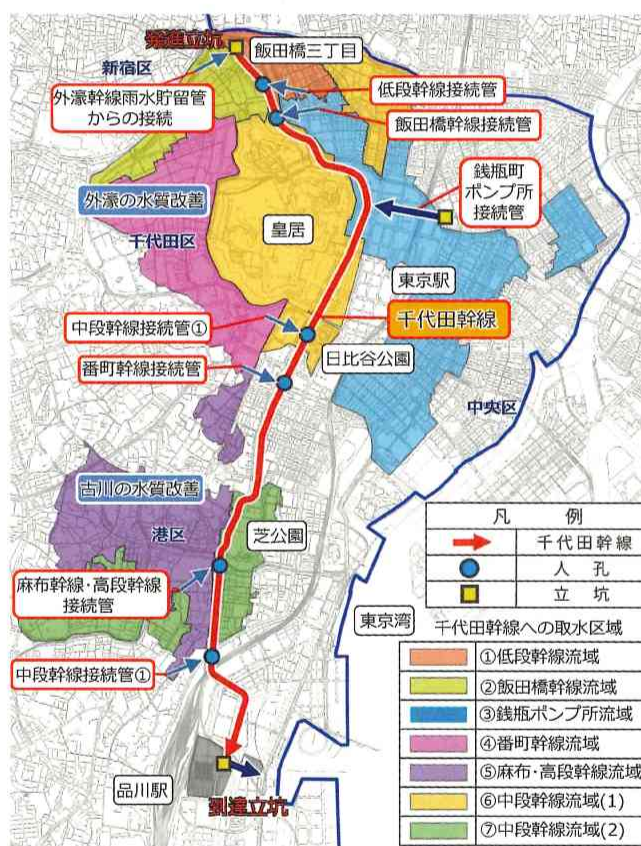 発進立坑
飯田橋三丁目
新宿区
外濠幹線雨水貯留管
からの接続
低段幹線接続管
飯田橋幹線接続管
銭瓶町
ポンプ所
接続管
外濠の水質改善
千代田区
皇居
東京駅
中段幹線接続管①
千代田幹線
日比谷公園
番町幹線接続管
中央区
古川の水質改善
港区
芝公園
麻布幹線・高段幹線
接続管
中段幹線接続管①
品川駅
到達立坑
東京湾
凡 例
千代田幹線
人 孔
立 坑
千代田幹線への取水区域
①低段幹線流域
②飯田橋幹線流域
③銭瓶ポンプ所流域
④番町幹線流域
⑤麻布・高段幹線流域
⑥中段幹線流域(1)
⑦中段幹線流域(2)